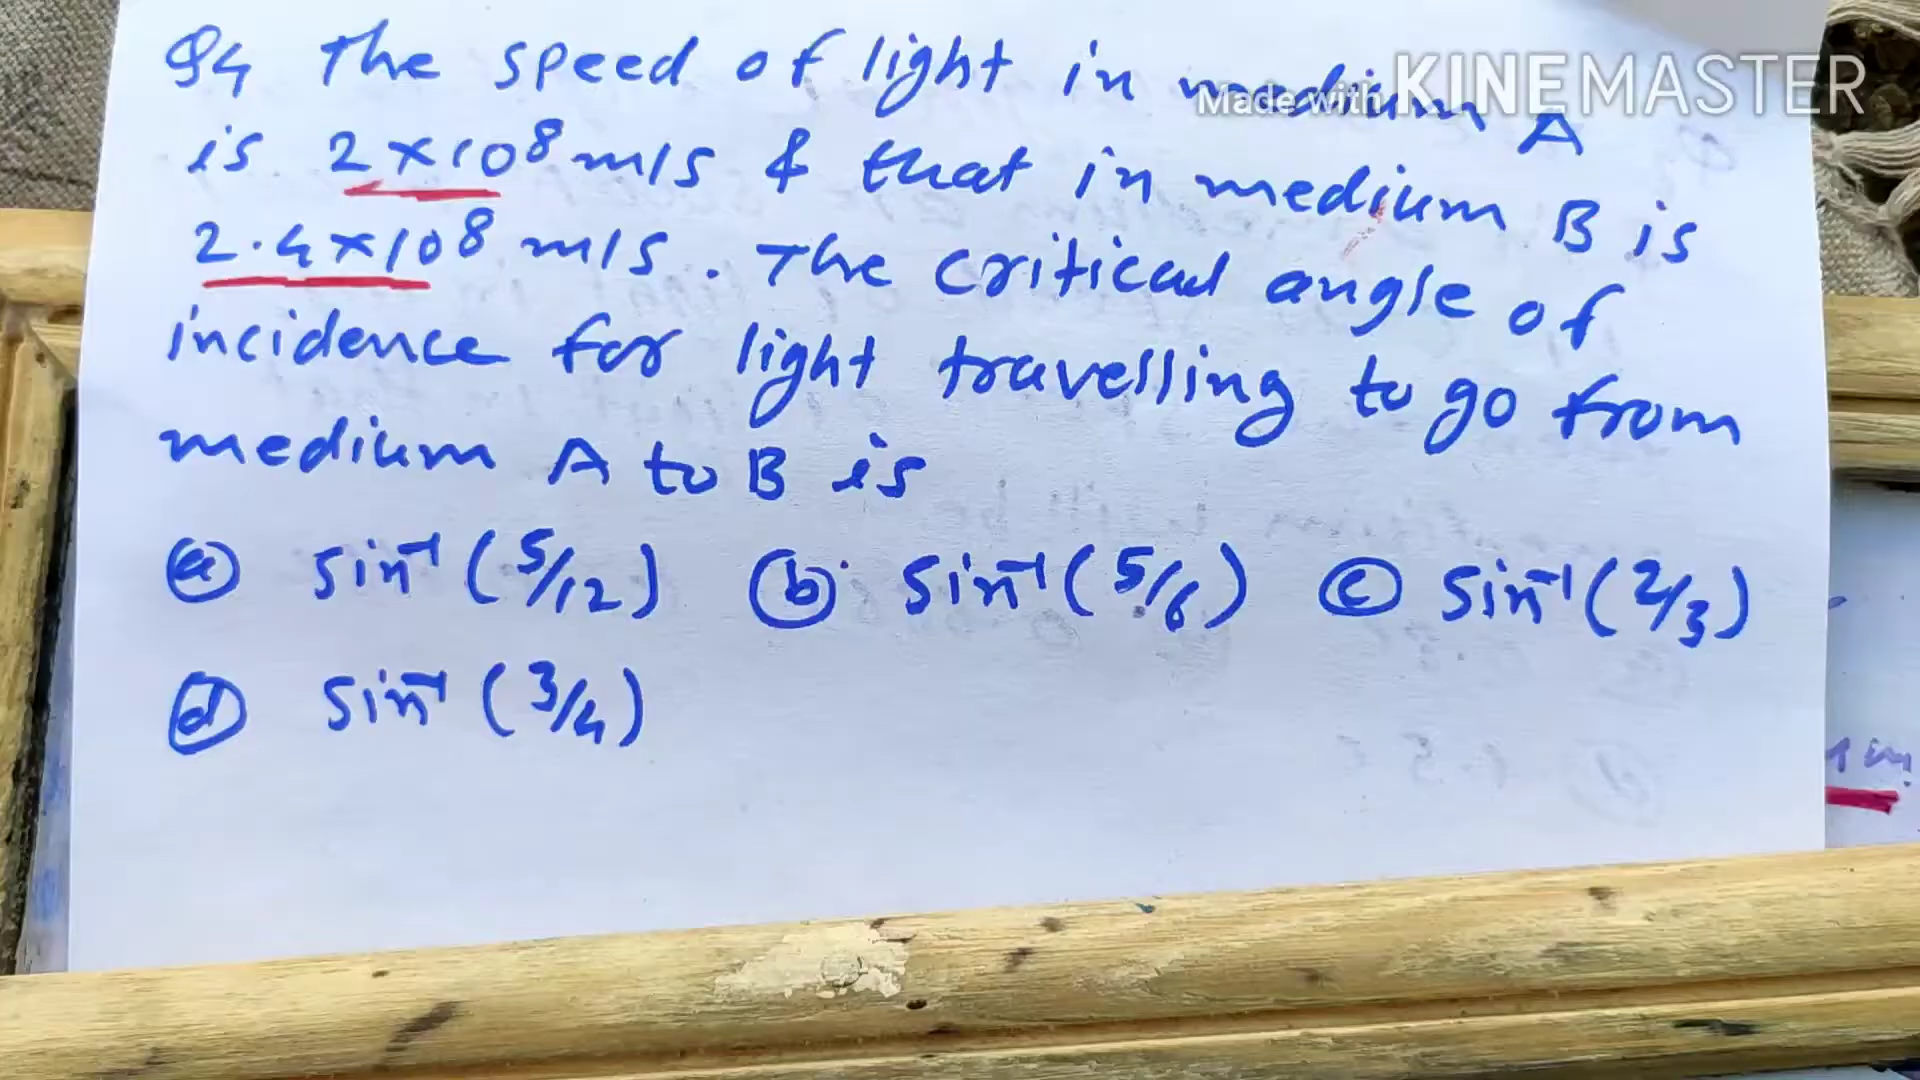 Q4 The speed of light in medium A
Made with KINEMASTER
is 2×10⁸ m/s & that in medium B is
2.4×10⁸ m/s. The critical angle of
incidence for light travelling to go from
medium A to B is
(a) sin⁻¹ (5/12) (b) sin⁻¹ (5/6) (c) sin⁻¹ (2/3)
(d) sin⁻¹ (3/4)